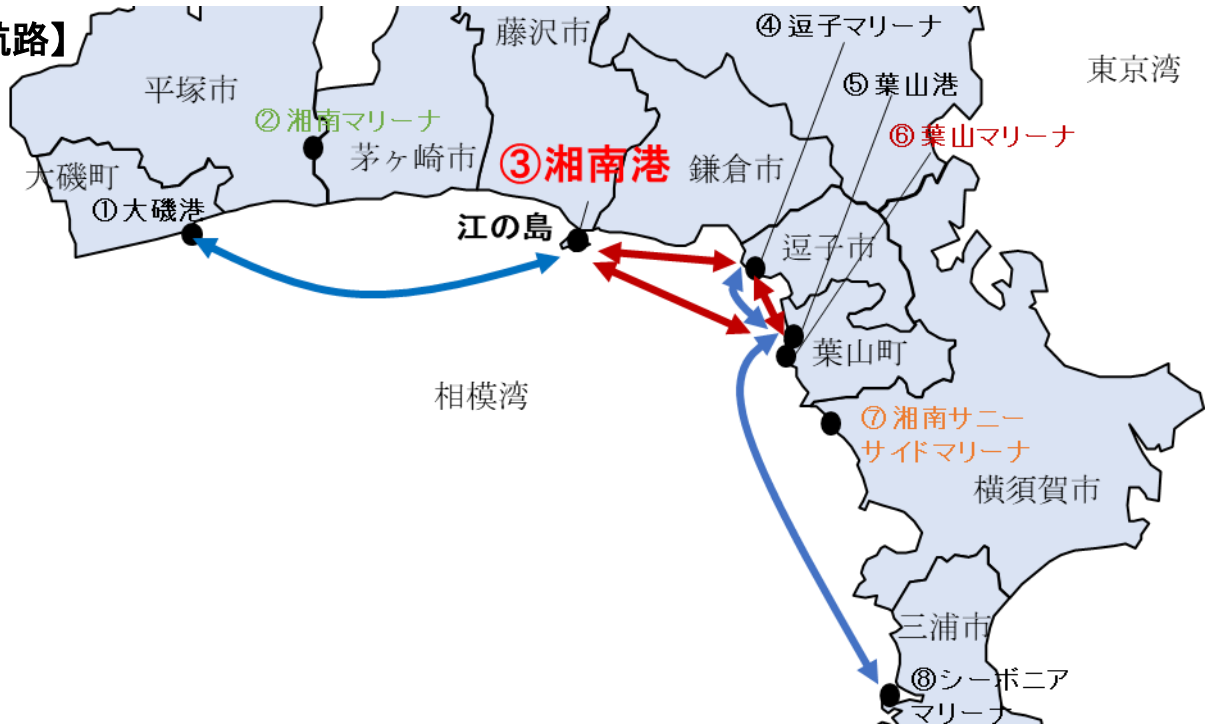 航路】
藤沢市
④逗子マリーナ
東京湾
平塚市
⑤葉山港
②湘南マリーナ
⑥葉山マリーナ
茅ヶ崎市
③湘南港
鎌倉市
大磯町
①大磯港
江の島
逗子市
葉山町
相模湾
⑦湘南サニー
サイドマリーナ
横須賀市
三浦市
⑧シーボニア
マリーナ